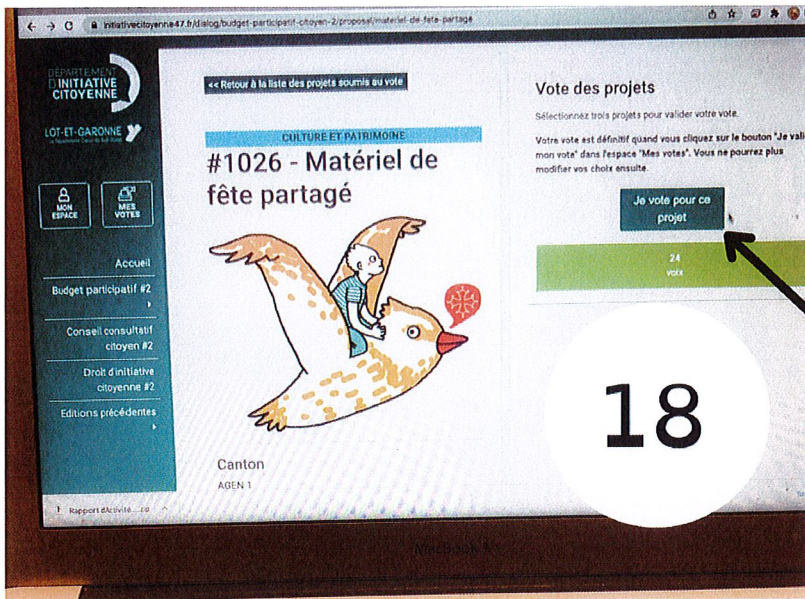 initiativecitoyenne47.fr/dialog/budget-participatif-citoyen-2/proposal/materiel-de-fete-partage
DÉPARTEMENT
D'INITIATIVE
CITOYENNE
LOT-ET-GARONNE
MON
ESPACE
MES
VOTES
Accueil
Budget participatif #2
Conseil consultatif
citoyen #2
Droit d'initiative
citoyenne #2
Editions précédentes
<< Retour à la liste des projets soumis au vote
CULTURE ET PATRIMOINE
#1026 - Matériel de
fête partagé
Canton
AGEN 1
Vote des projets
Sélectionnez trois projets pour valider votre vote.
Votre vote est définitif quand vous cliquez sur le bouton "Je vali
mon vote" dans l'espace "Mes votes". Vous ne pourrez plus
modifier vos choix ensuite.
Je vote pour ce
projet
24
voix
18
Rapport dActivité....co
MacBook